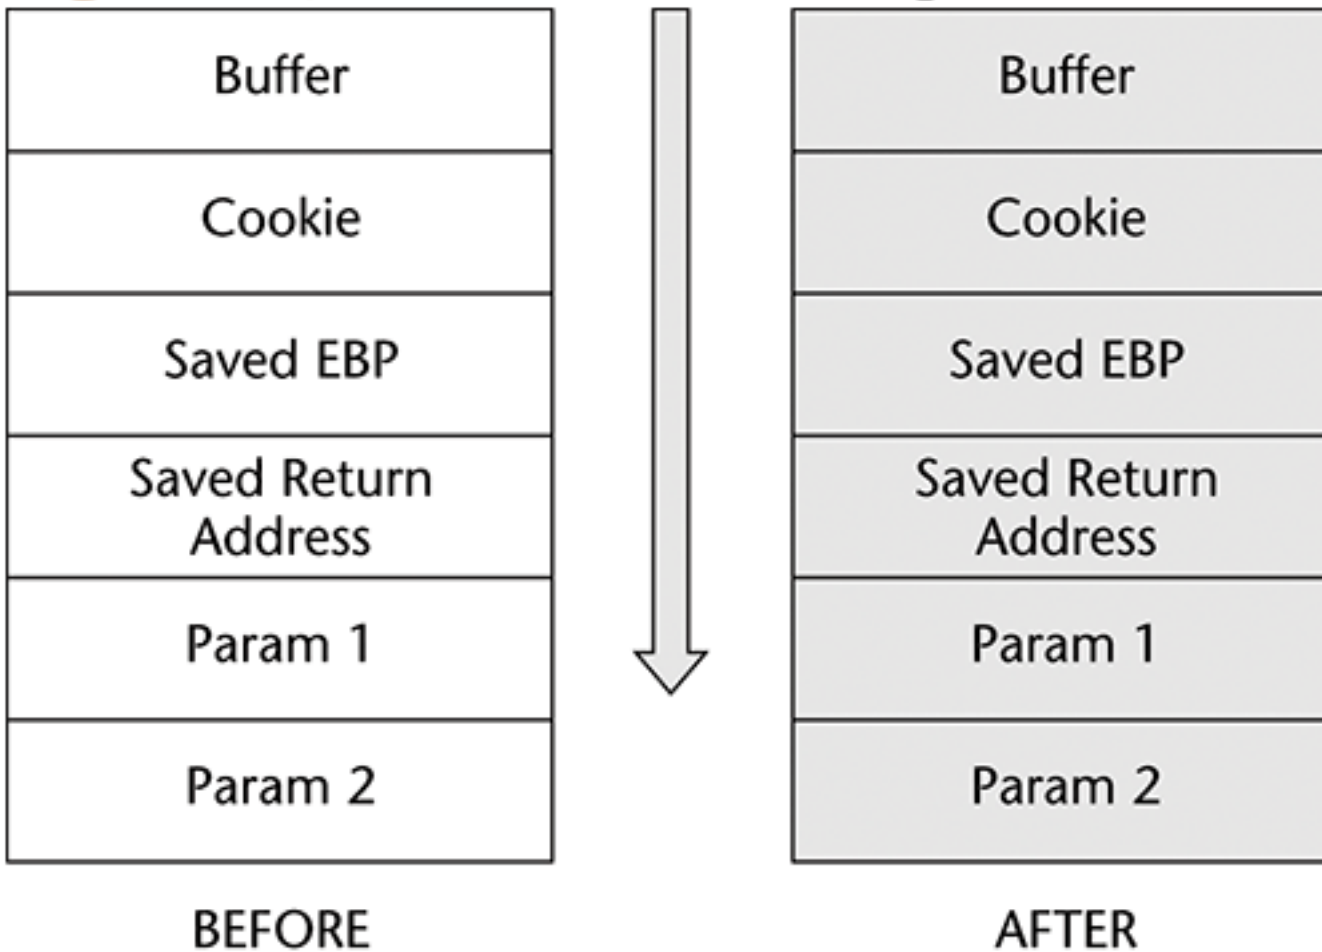 Buffer
Cookie
Saved EBP
Saved Return
Address
Param 1
Param 2
BEFORE
Buffer
Cookie
Saved EBP
Saved Return
Address
Param 1
Param 2
AFTER